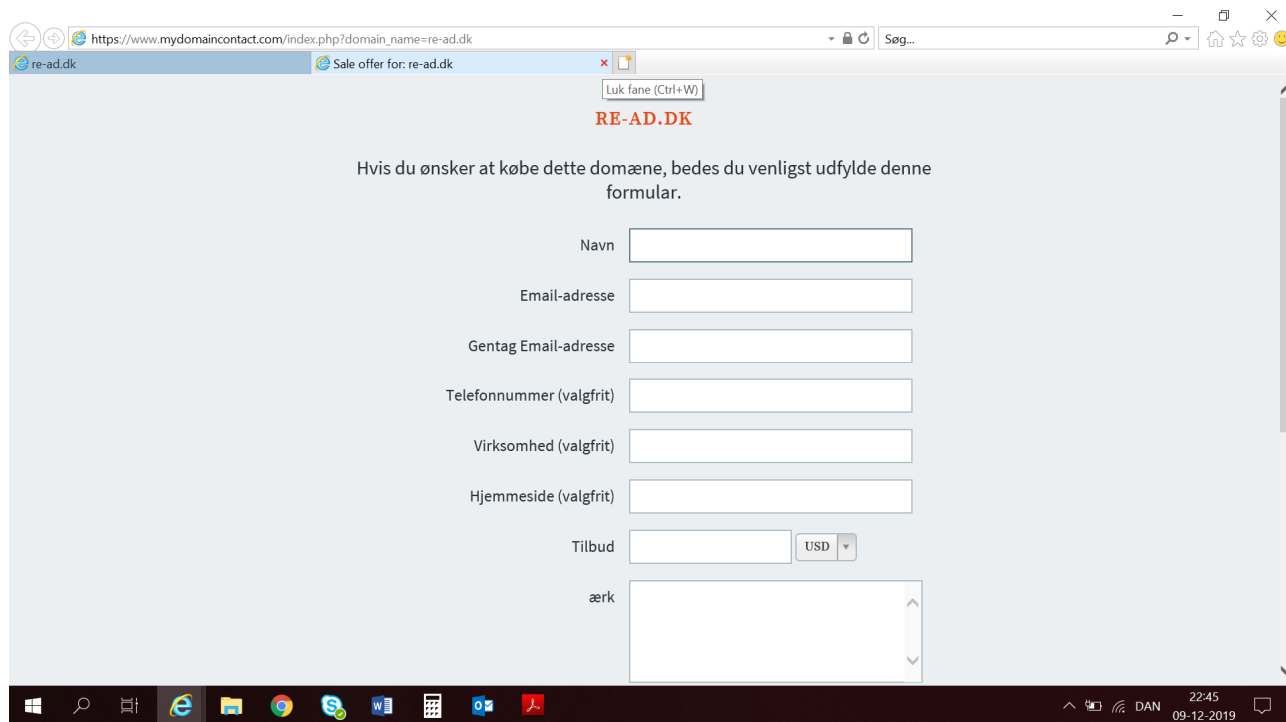 https://www.mydomaincontact.com/index.php?domain_name=re-ad.dk
Søg...
re-ad.dk
Sale offer for: re-ad.dk
Luk fane (Ctrl+W)
RE-AD.DK
Hvis du ønsker at købe dette domæne, bedes du venligst udfylde denne
formular.
Navn
Email-adresse
Gentag Email-adresse
Telefonnummer (valgfrit)
Virksomhed (valgfrit)
Hjemmeside (valgfrit)
Tilbud
USD
ærk
DAN
22:45
09-12-2019